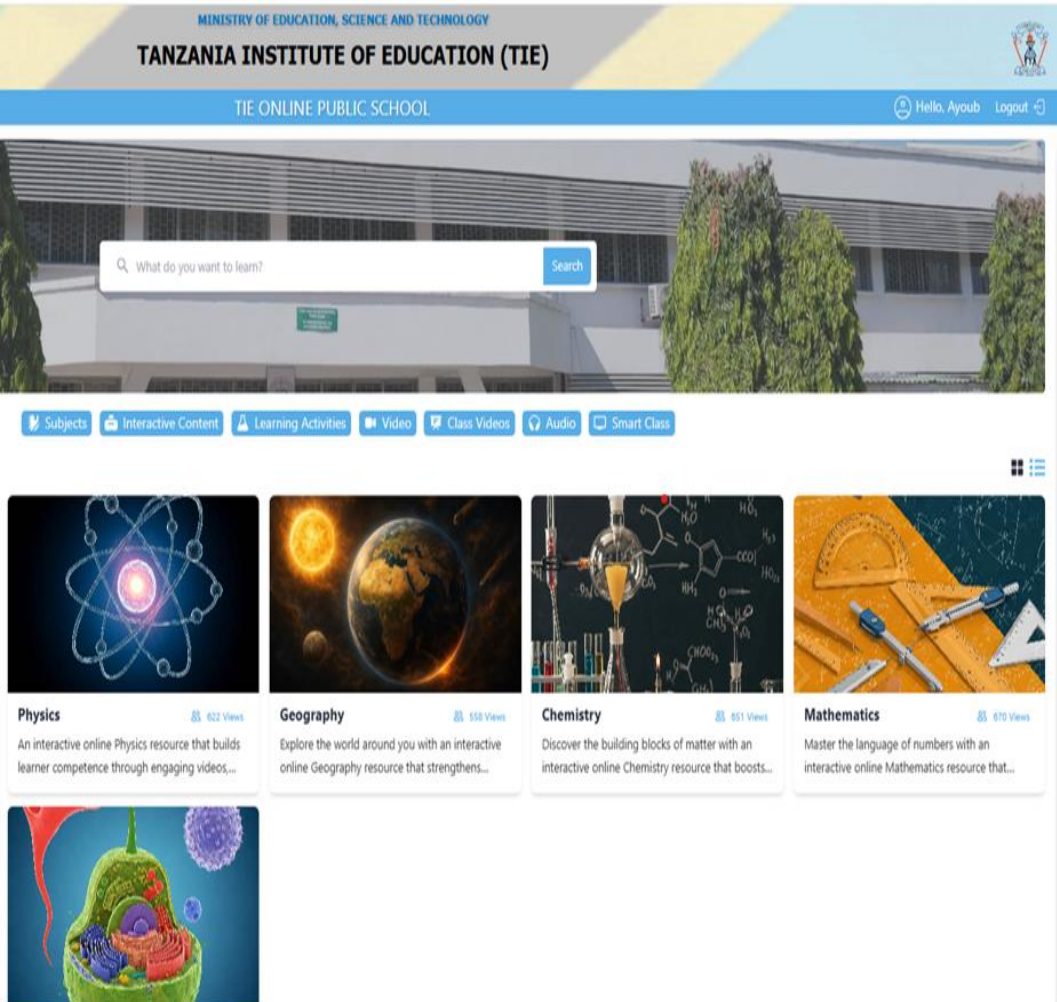 MINISTRY OF EDUCATION, SCIENCE AND TECHNOLOGY
TANZANIA INSTITUTE OF EDUCATION (TIE)
TIE ONLINE PUBLIC SCHOOL
Hello, Ayoub
Logout
What do you want to learn?
Search
Subjects
Interactive Content
Learning Activities
Video
Class Videos
Audio
Smart Class
Physics
622 Views
An interactive online Physics resource that builds
learner competence through engaging videos,...
Geography
558 Views
Explore the world around you with an interactive
online Geography resource that strengthens...
Chemistry
651 Views
Discover the building blocks of matter with an
interactive online Chemistry resource that boosts...
Mathematics
670 Views
Master the language of numbers with an
interactive online Mathematics resource that...